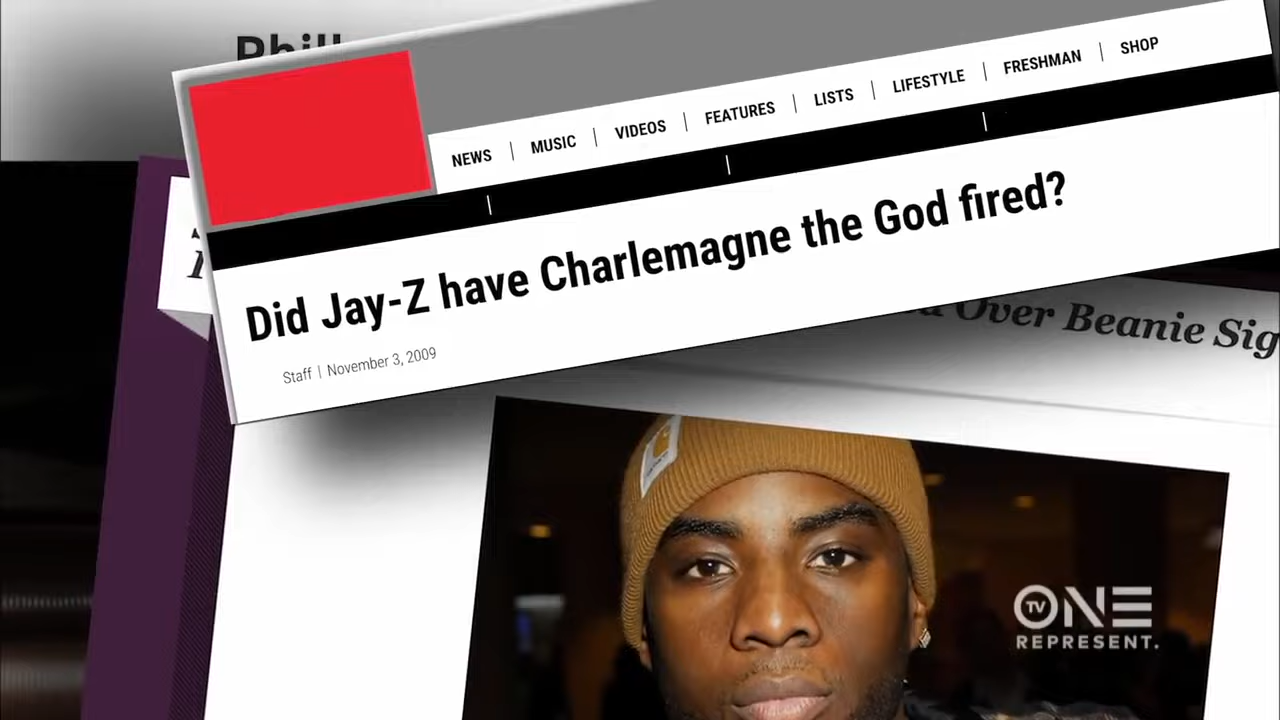 NEWS | MUSIC | VIDEOS | FEATURES | LISTS | LIFESTYLE | FRESHMAN | SHOP
Did Jay-Z have Charlemagne the God fired?
Staff | November 3, 2009
Over Beanie Sig
TV ONE
REPRESENT.